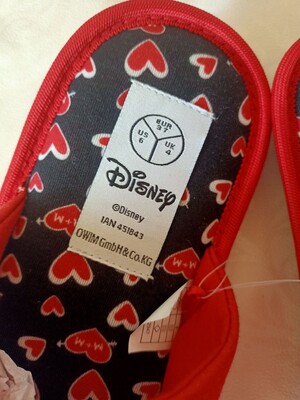 EUR
37
US
6
UK
4
Disney
©Disney
IAN 451843
OWIM GmbH&Co.KG
M+M
M+M
M+M